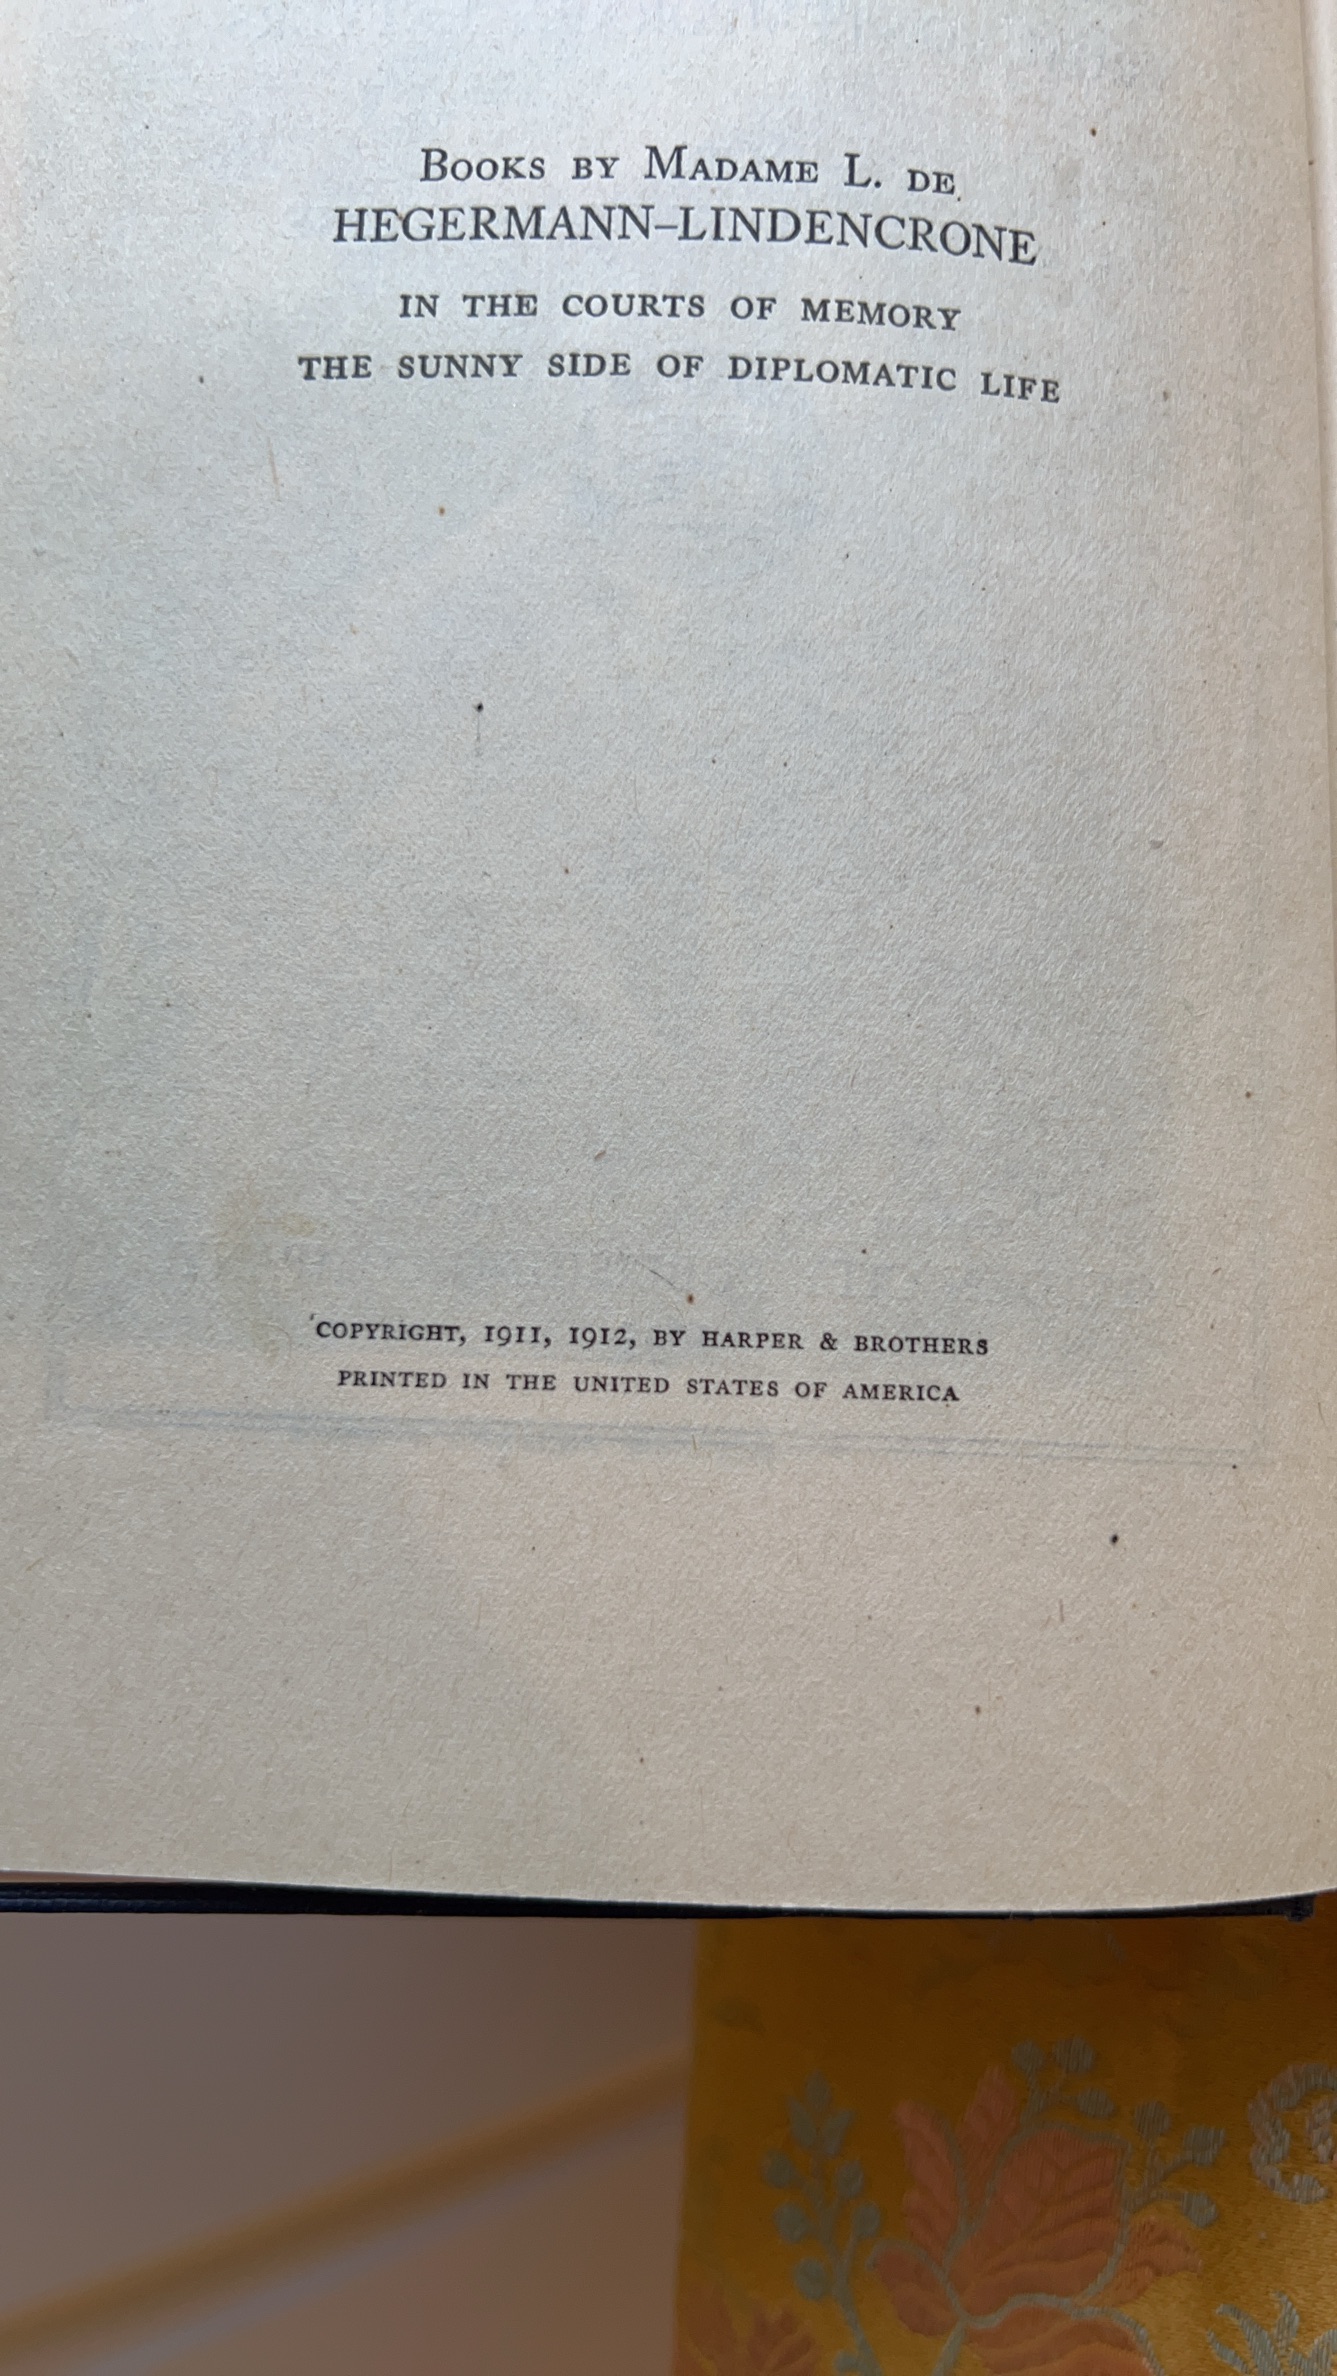 Books by Madame L. de
HEGERMANN-LINDENCRONE
IN THE COURTS OF MEMORY
THE SUNNY SIDE OF DIPLOMATIC LIFE
COPYRIGHT, 1911, 1912, BY HARPER & BROTHERS
PRINTED IN THE UNITED STATES OF AMERICA